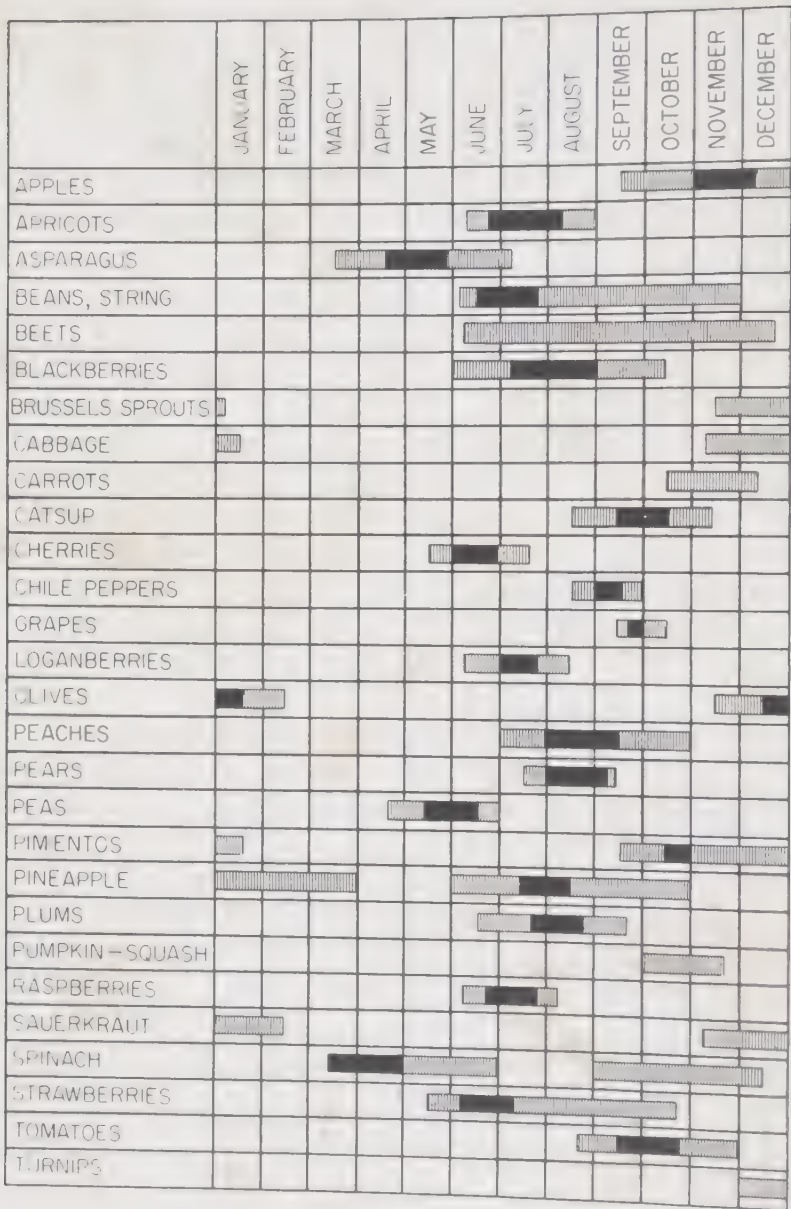 JANUARY
FEBRUARY
MARCH
APRIL
MAY
JUNE
JULY
AUGUST
SEPTEMBER
OCTOBER
NOVEMBER
DECEMBER
APPLES
APRICOTS
ASPARAGUS
BEANS, STRING
BEETS
BLACKBERRIES
BRUSSELS SPROUTS
CABBAGE
CARROTS
CATSUP
CHERRIES
CHILE PEPPERS
GRAPES
LOGANBERRIES
OLIVES
PEACHES
PEARS
PEAS
PIMENTOS
PINEAPPLE
PLUMS
PUMPKIN-SQUASH
RASPBERRIES
SAUERKRAUT
SPINACH
STRAWBERRIES
TOMATOES
TURNIPS